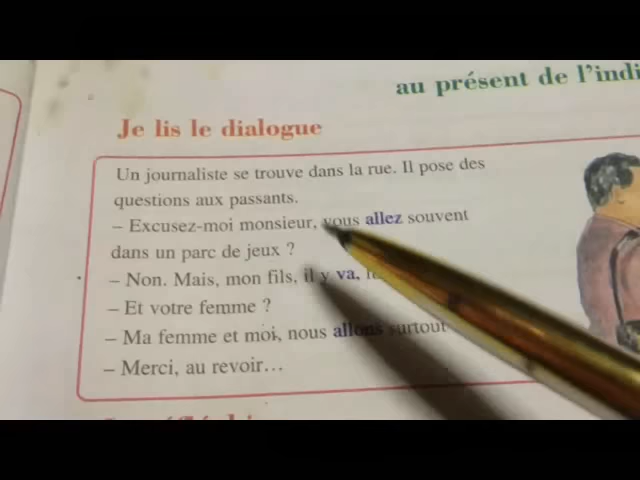 au présent de l'indi
Je lis le dialogue
Un journaliste se trouve dans la rue. Il pose des
questions aux passants.
– Excusez-moi monsieur, vous allez souvent
dans un parc de jeux ?
– Non. Mais, mon fils, il y va,
– Et votre femme ?
– Ma femme et moi, nous allons surtout
– Merci, au revoir…